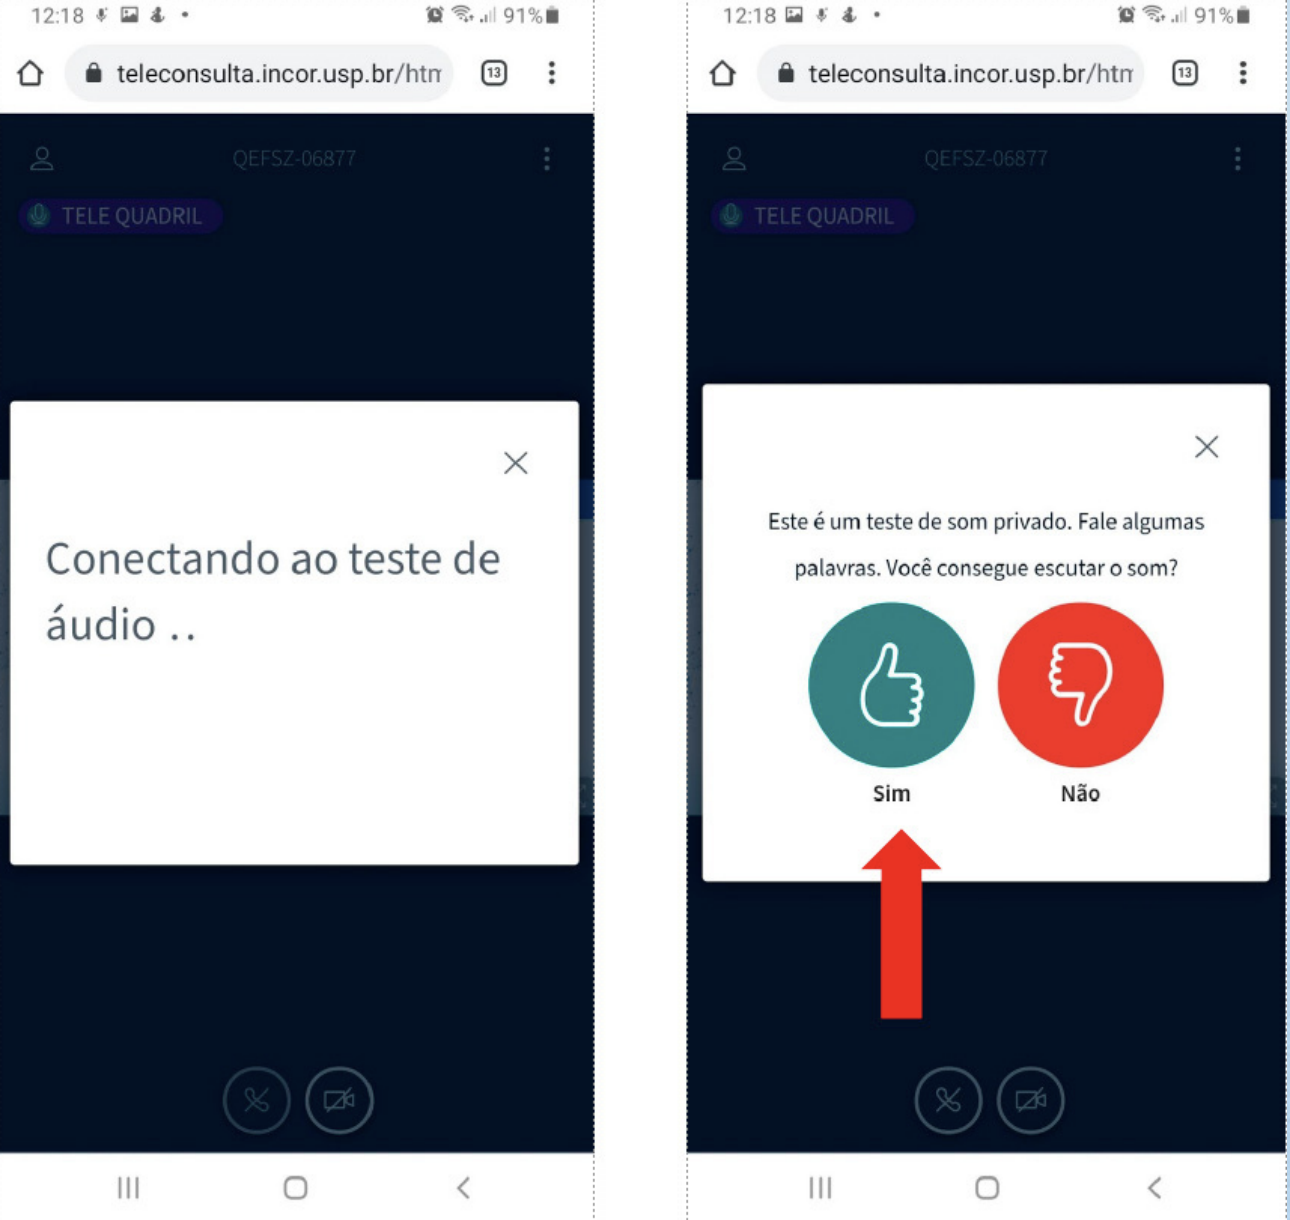 12:18
91%
teleconsulta.incor.usp.br/htm
13
QEFSZ-06877
TELE QUADRIL
Conectando ao teste de
áudio ..
12:18
91%
teleconsulta.incor.usp.br/htm
13
QEFSZ-06877
TELE QUADRIL
Este é um teste de som privado. Fale algumas
palavras. Você consegue escutar o som?
Sim
Não